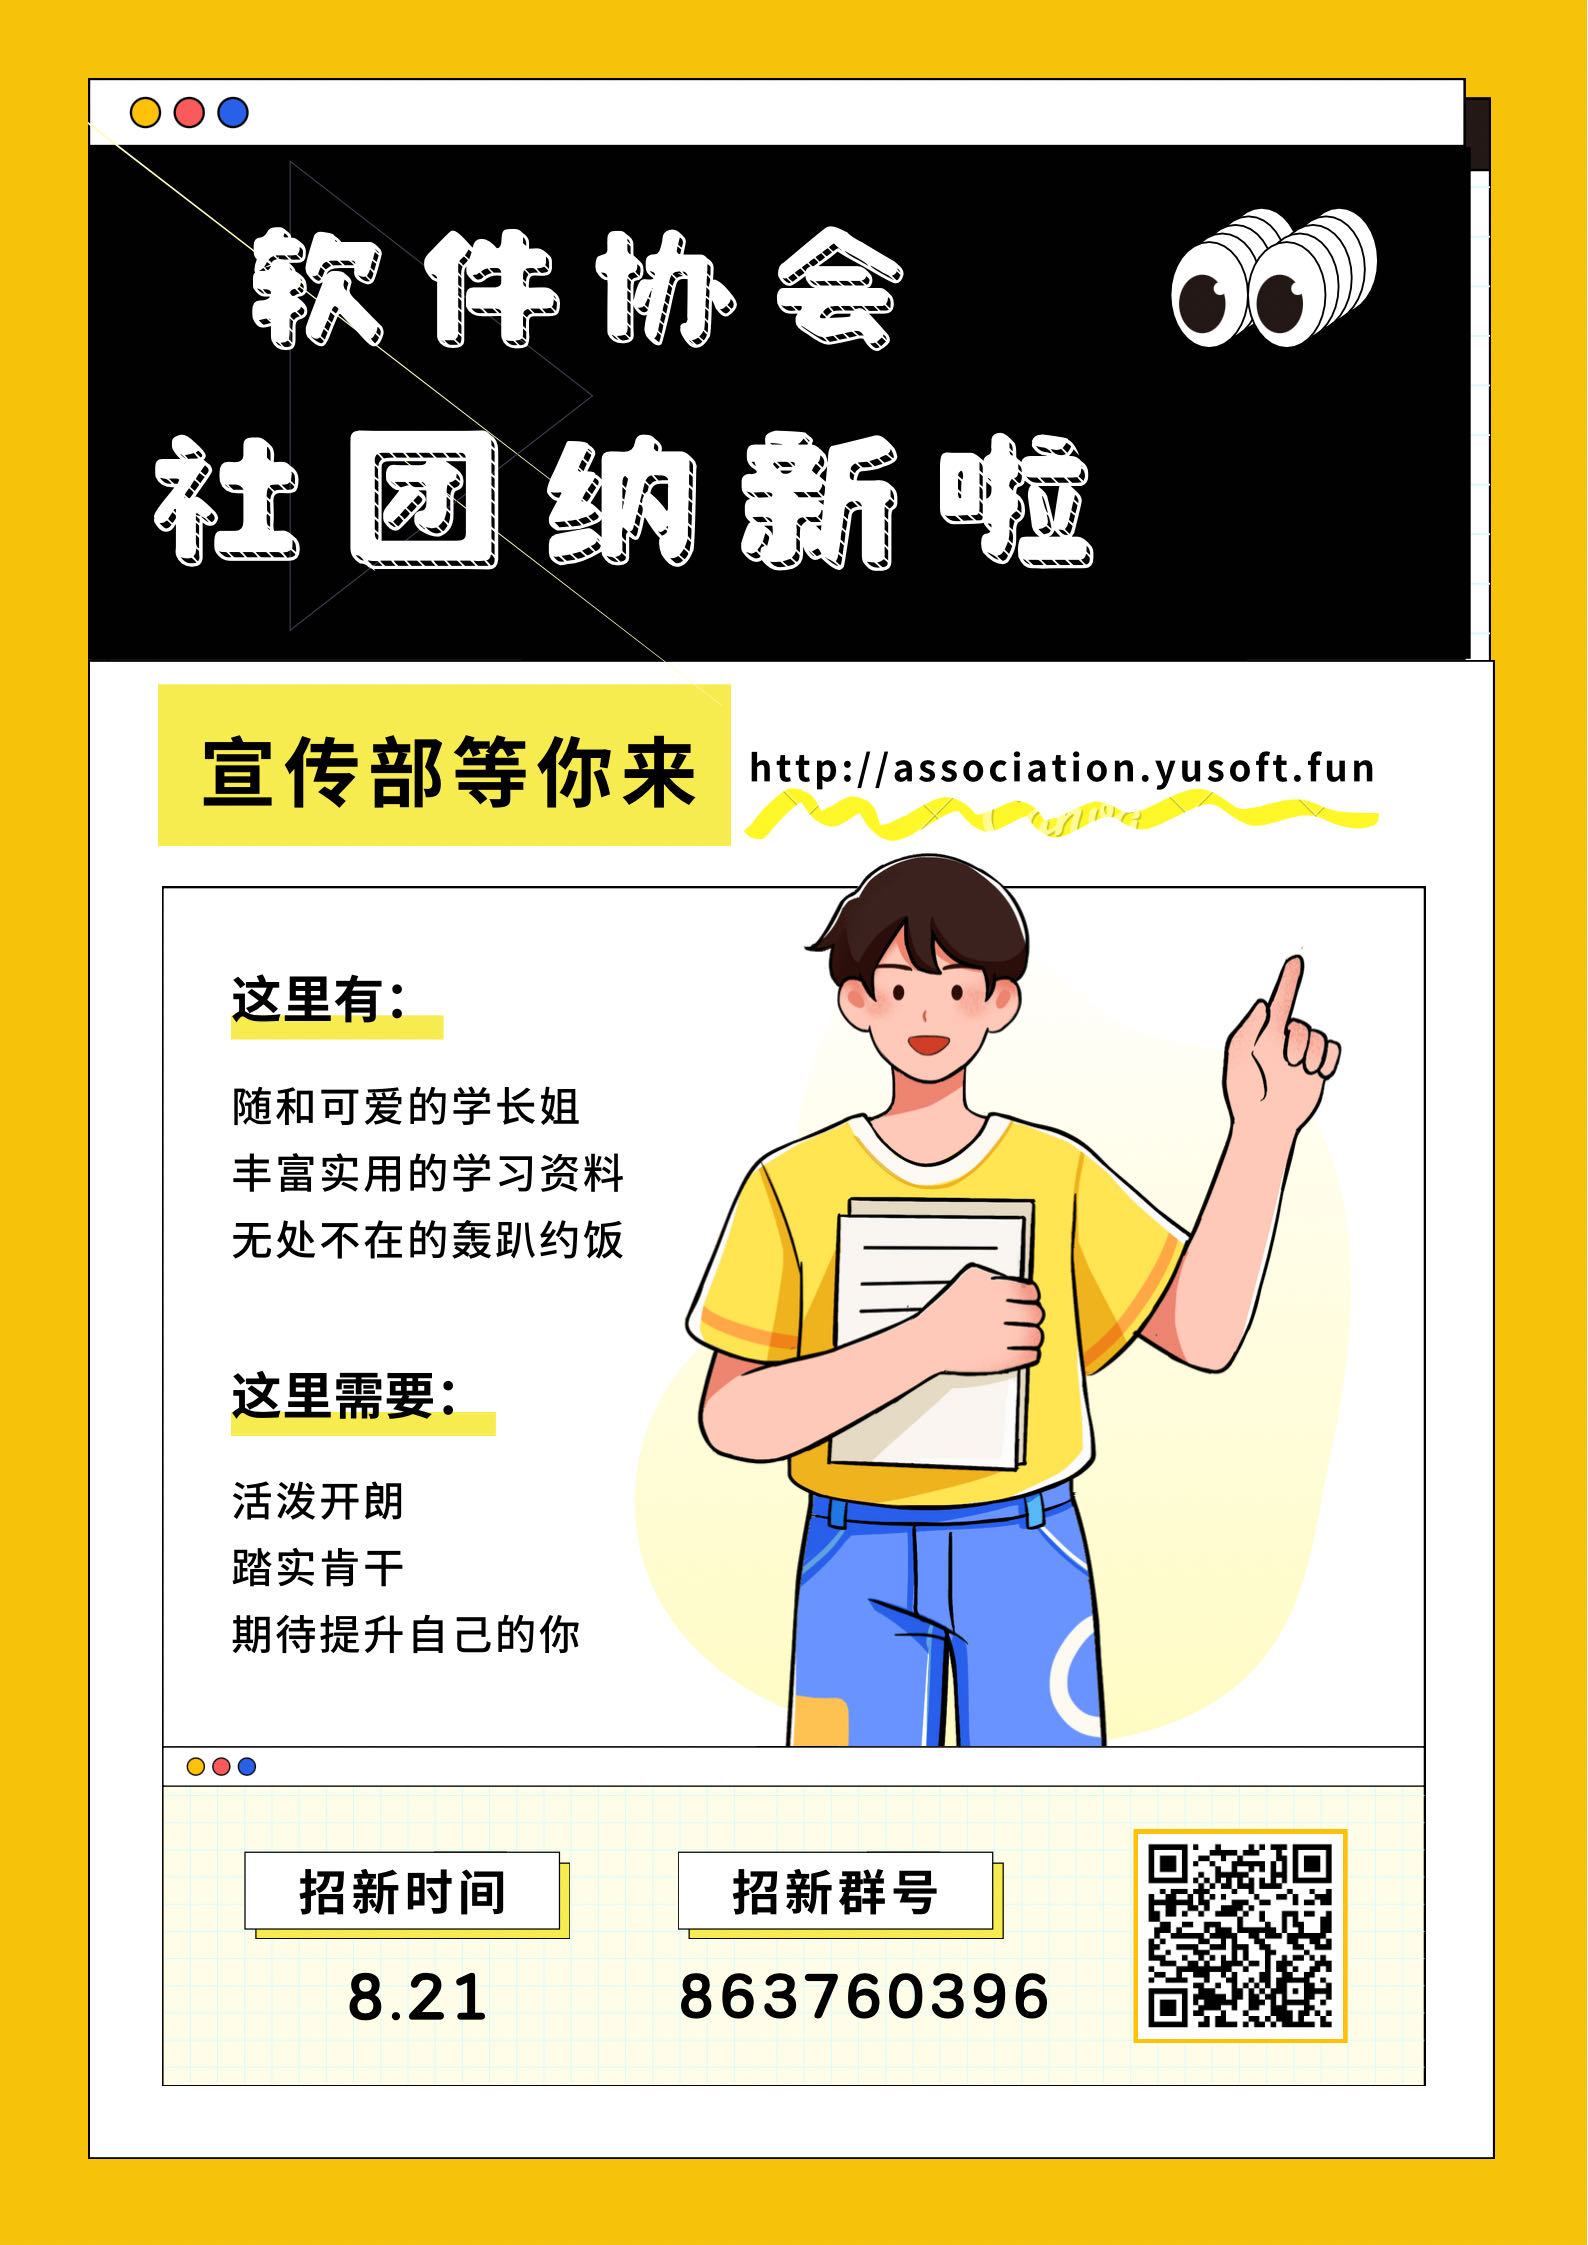 软件协会
社团纳新啦
宣传部等你来
http://association.yusoft.fun
这里有：
随和可爱的学长姐
丰富实用的学习资料
无处不在的轰趴约饭
这里需要：
活泼开朗
踏实肯干
期待提升自己的你
招新时间
8.21
招新群号
863760396